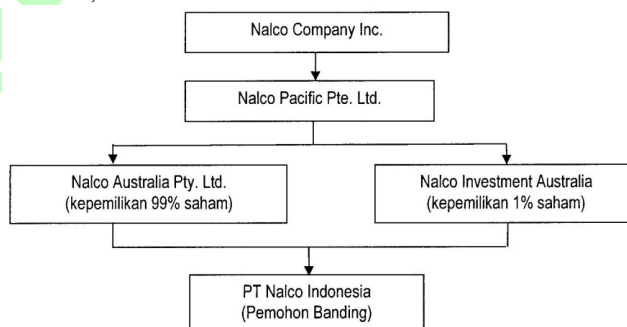 Nalco Company Inc.
Nalco Pacific Pte. Ltd.
Nalco Australia Pty. Ltd.
(kepemilikan 99% saham)
Nalco Investment Australia
(kepemilikan 1% saham)
PT Nalco Indonesia
(Pemohon Banding)